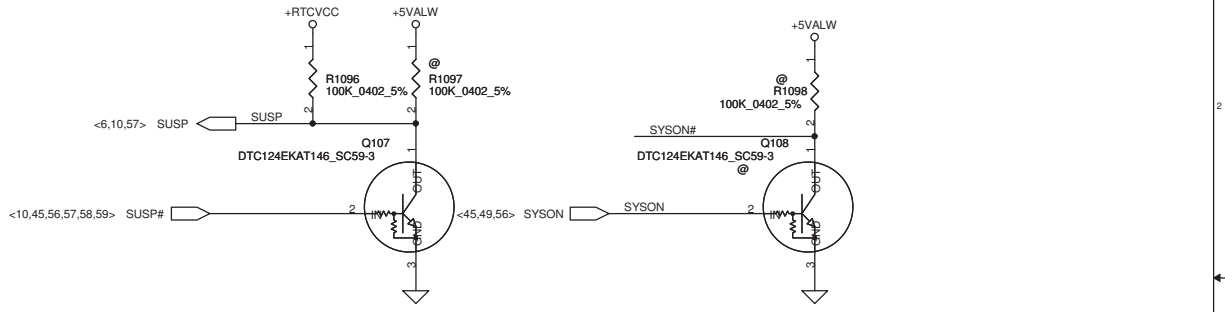 +RTCVCC
+5VALW
+5VALW
1
1
1
@
R1096
100K_0402_5%
R1097
100K_0402_5%
@
R1098
100K_0402_5%
2
2
2
2
<6,10,57> SUSP
SUSP
SYSON#
Q107
DTC124EKAT146_SC59-3
1
Q108
DTC124EKAT146_SC59-3
@
1
OUT
OUT
<10,45,56,57,58,59> SUSP#
2
IN
<45,49,56> SYSON
SYSON
2
IN
GND
GND
3
3